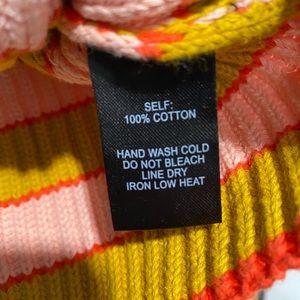 SELF:
100% COTTON
HAND WASH COLD
DO NOT BLEACH
LINE DRY
IRON LOW HEAT